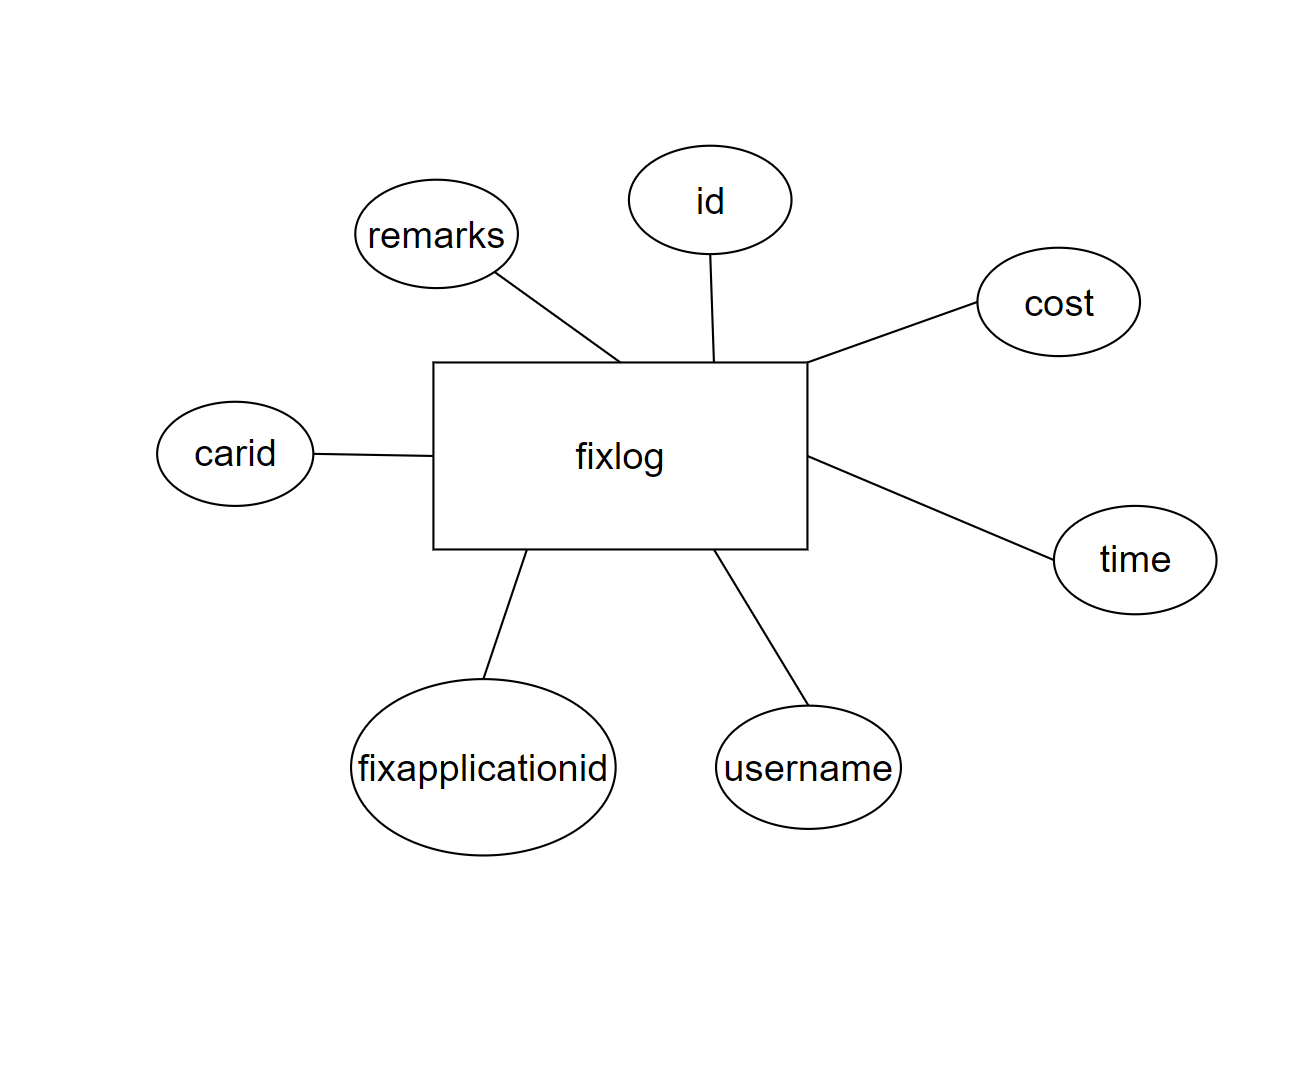 id
remarks
cost
carid
fixlog
time
fixapplicationid
username